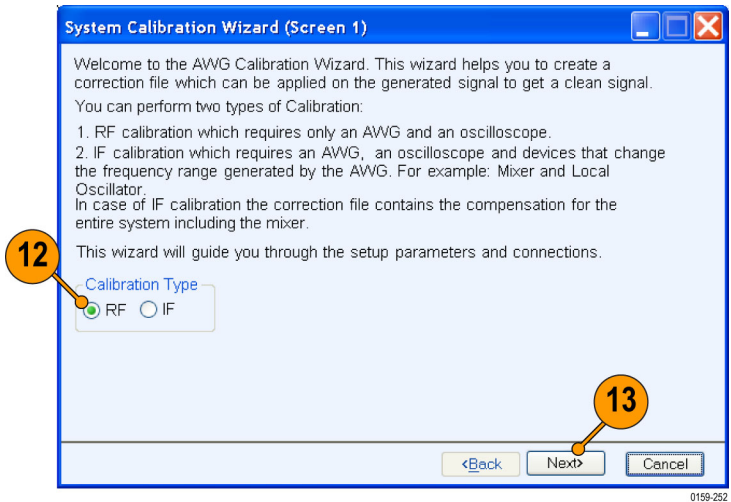 System Calibration Wizard (Screen 1)
Welcome to the AWG Calibration Wizard. This wizard helps you to create a
correction file which can be applied on the generated signal to get a clean signal.
You can perform two types of Calibration:
1. RF calibration which requires only an AWG and an oscilloscope.
2. IF calibration which requires an AWG, an oscilloscope and devices that change
the frequency range generated by the AWG. For example: Mixer and Local
Oscillator.
In case of IF calibration the correction file contains the compensation for the
entire system including the mixer.
This wizard will guide you through the setup parameters and connections.
12
Calibration Type
RF IF
13
<Back Next> Cancel
0159-252